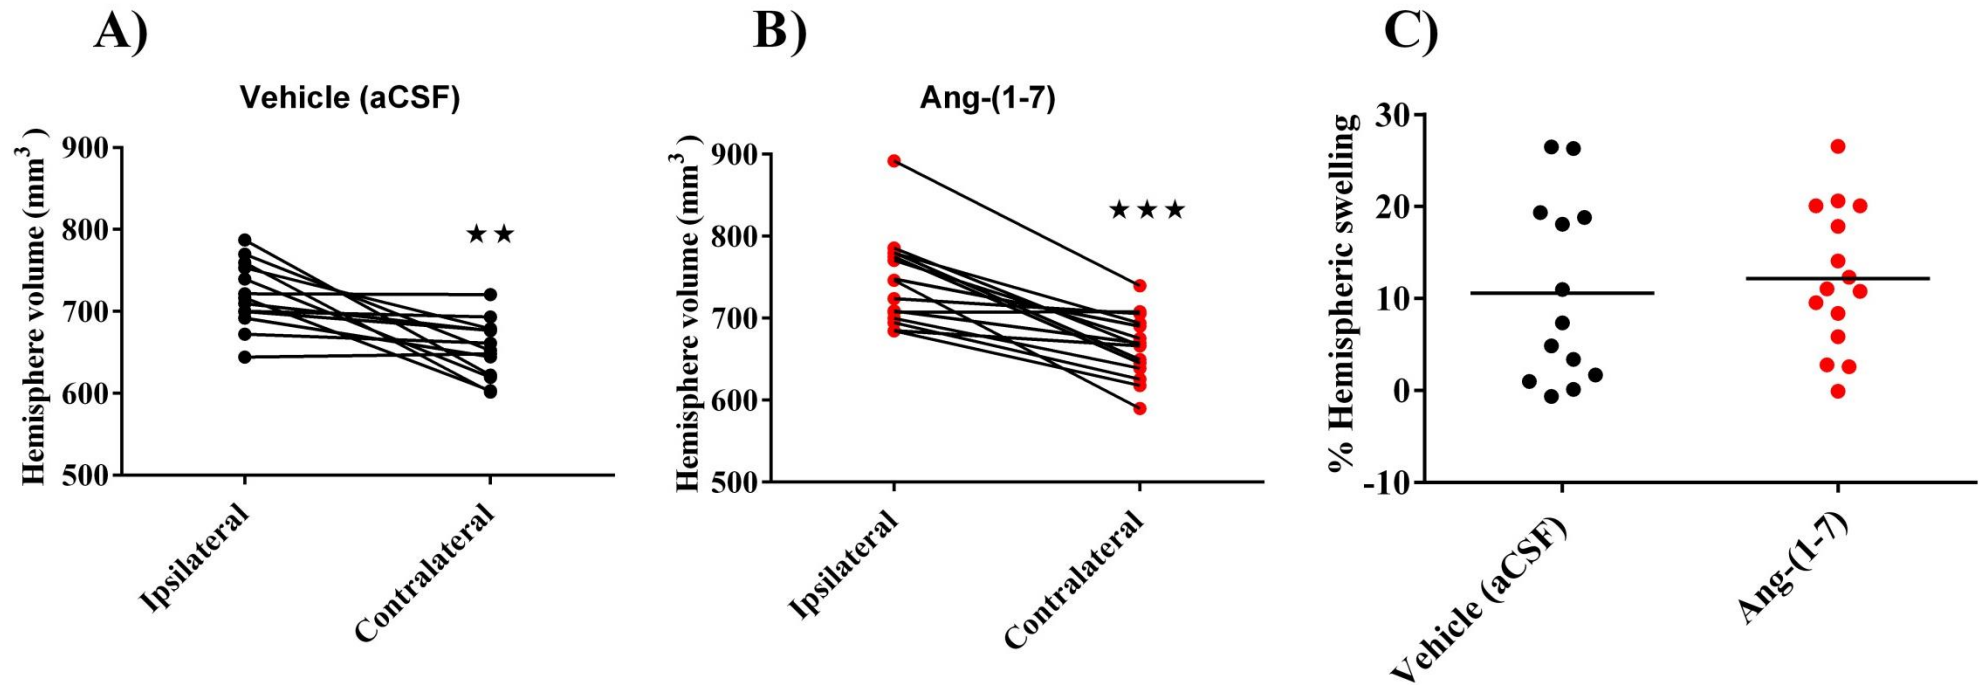 A)
Vehicle (aCSF)
Hemisphere volume (mm³ )
900
800
700
600
500
★★
Ipsilateral
Contralateral
B)
Ang-(1-7)
Hemisphere volume (mm³ )
900
800
700
600
500
★★★
Ipsilateral
Contralateral
C)
% Hemispheric swelling
30
20
10
0
-10
Vehicle (aCSF)
Ang-(1-7)